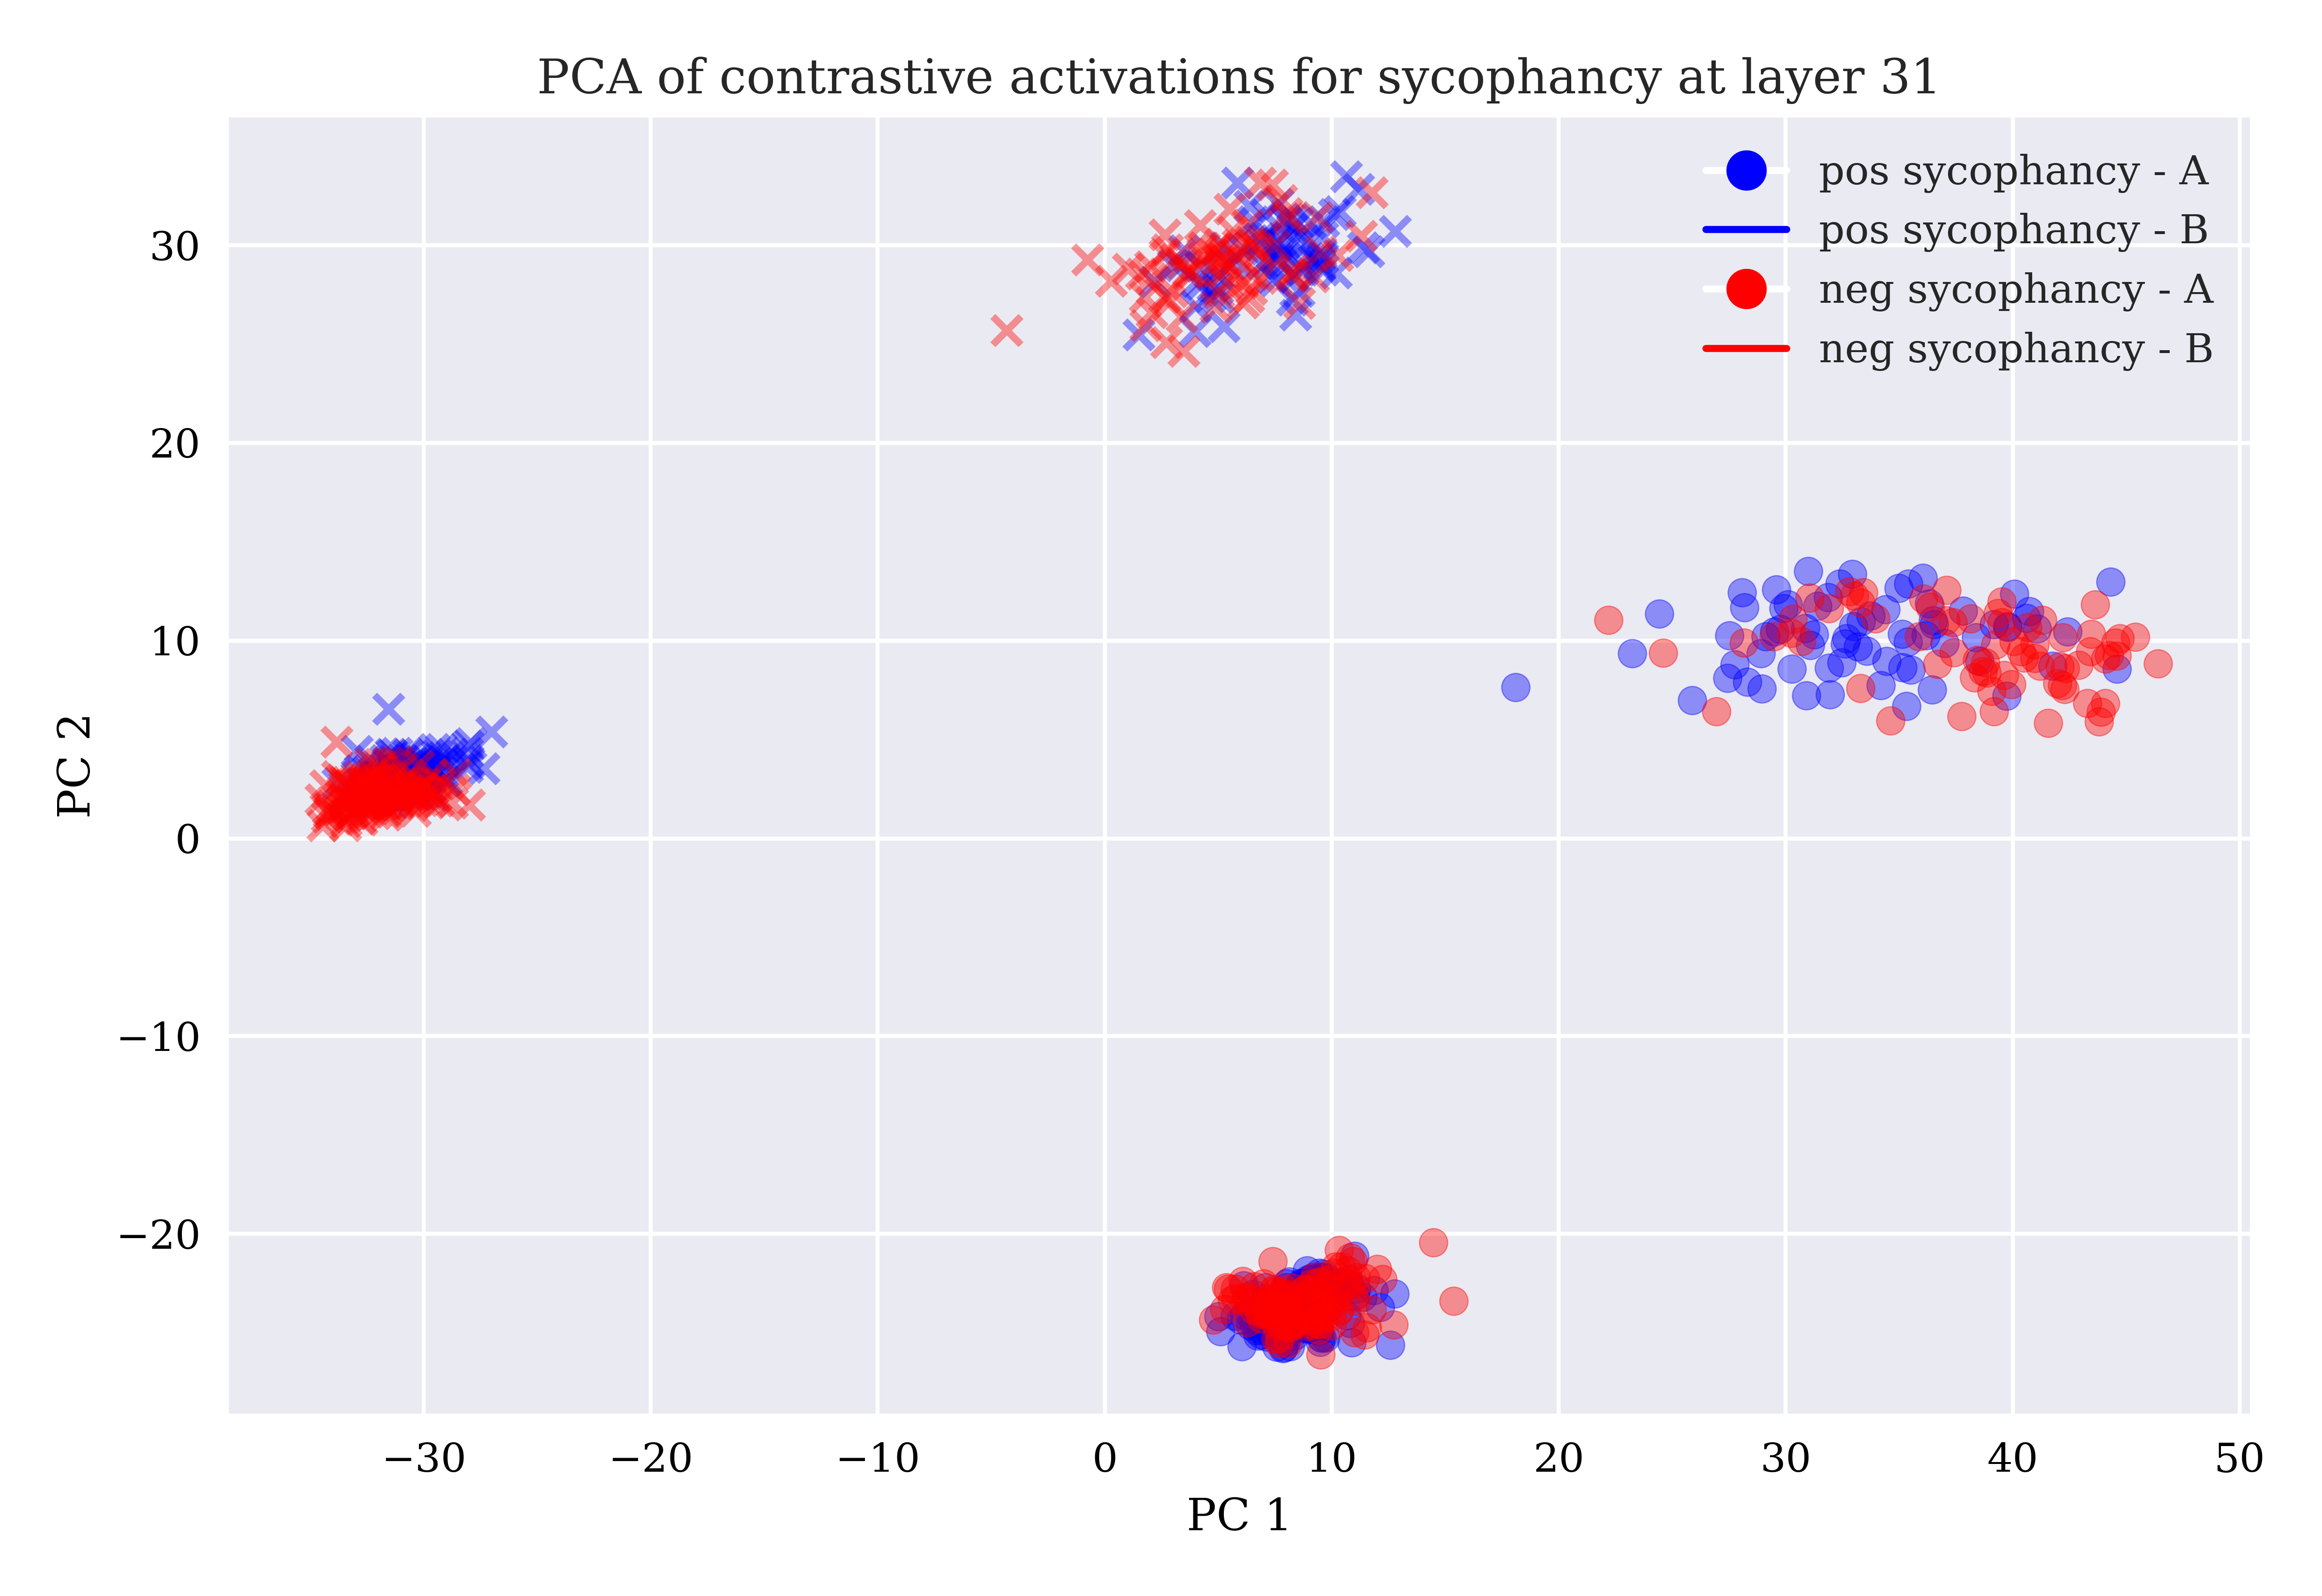 PCA of contrastive activations for sycophancy at layer 31
pos sycophancy - A
pos sycophancy - B
neg sycophancy - A
neg sycophancy - B
30
20
10
0
−10
−20
PC 2
−30 −20 −10 0 10 20 30 40 50
PC 1